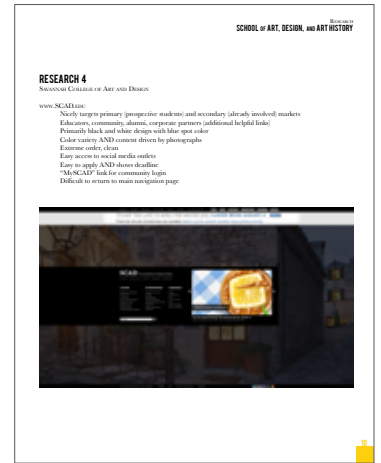 Research
SCHOOL OF ART, DESIGN, AND ART HISTORY
RESEARCH 4
Savannah College of Art and Design
www.SCAD.edu
Nicely targets primary (prospective students) and secondary (already involved) markets
Educators, community, alumni, corporate partners (additional helpful links)
Primarily black and white design with blue spot color
Color variety AND content driven by photographs
Extreme order, clean
Easy access to social media outlets
Easy to apply AND shows deadline
“MySCAD” link for community login
Difficult to return to main navigation page
SCAD